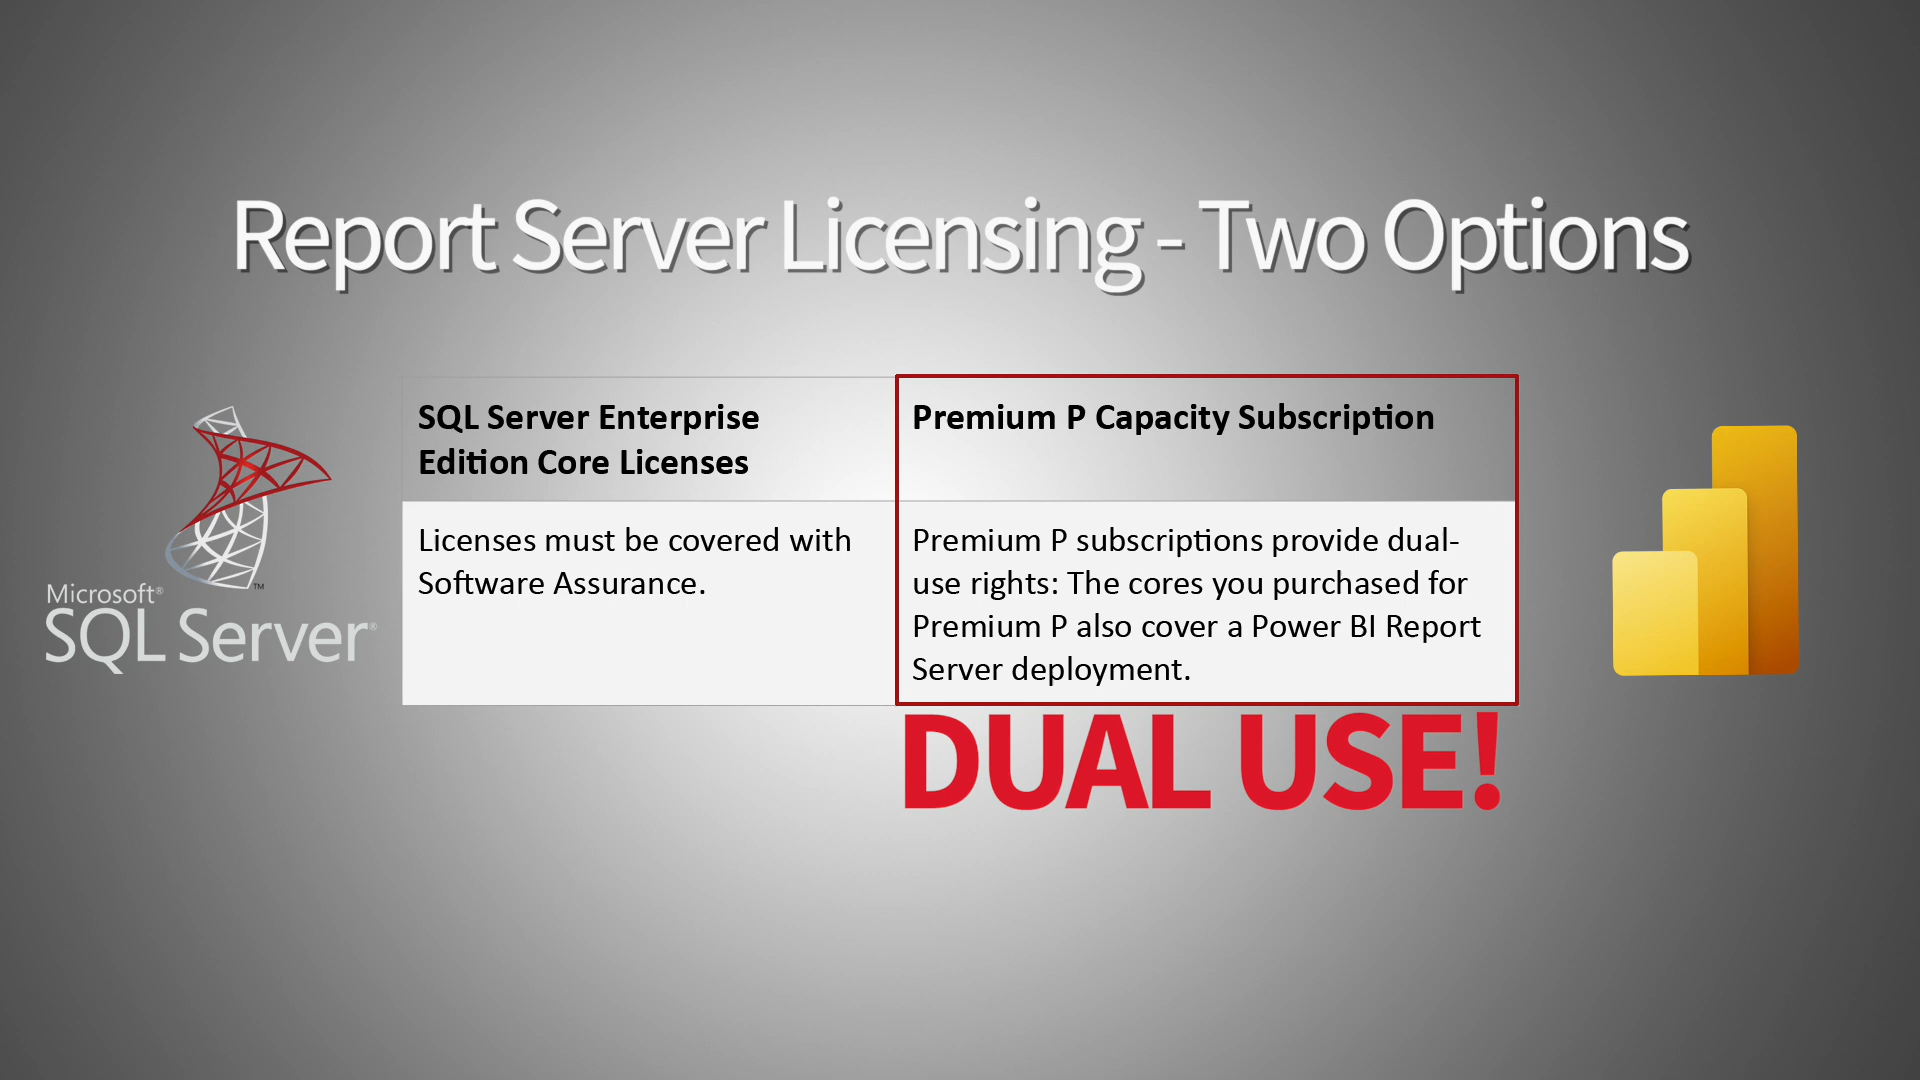 Report Server Licensing - Two Options
Microsoft®
SQL Server®
™
SQL Server Enterprise
Edition Core Licenses
Licenses must be covered with
Software Assurance.
Premium P Capacity Subscription
Premium P subscriptions provide dual-
use rights: The cores you purchased for
Premium P also cover a Power BI Report
Server deployment.
DUAL USE!